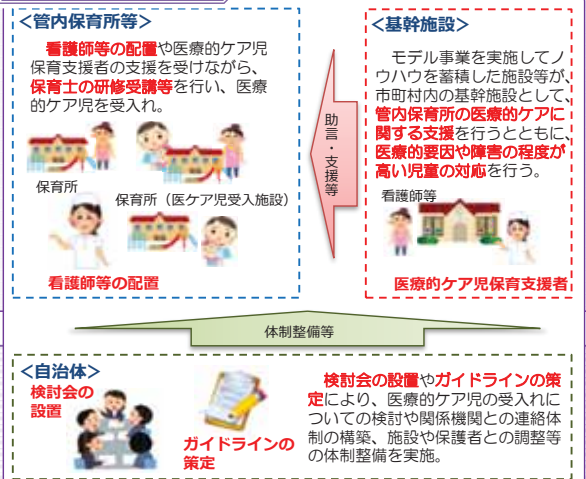 ＜管内保育所等＞
看護師等の配置や医療的ケア児
保育支援者の支援を受けながら、
保育士の研修受講等を行い、医療
的ケア児を受入れ。
保育所
保育所（医ケア児受入施設）
看護師等の配置
助言・支援等
＜基幹施設＞
モデル事業を実施してノ
ウハウを蓄積した施設等が、
市町村内の基幹施設として、
管内保育所の医療的ケアに
関する支援を行うとともに、
医療的要因や障害の程度が
高い児童の対応を行う。
看護師等
医療的ケア児保育支援者
体制整備等
＜自治体＞
検討会の
設置
ガイドラインの
策定
検討会の設置やガイドラインの策
定により、医療的ケア児の受入れに
ついての検討や関係機関との連絡体
制の構築、施設や保護者との調整等
の体制整備を実施。